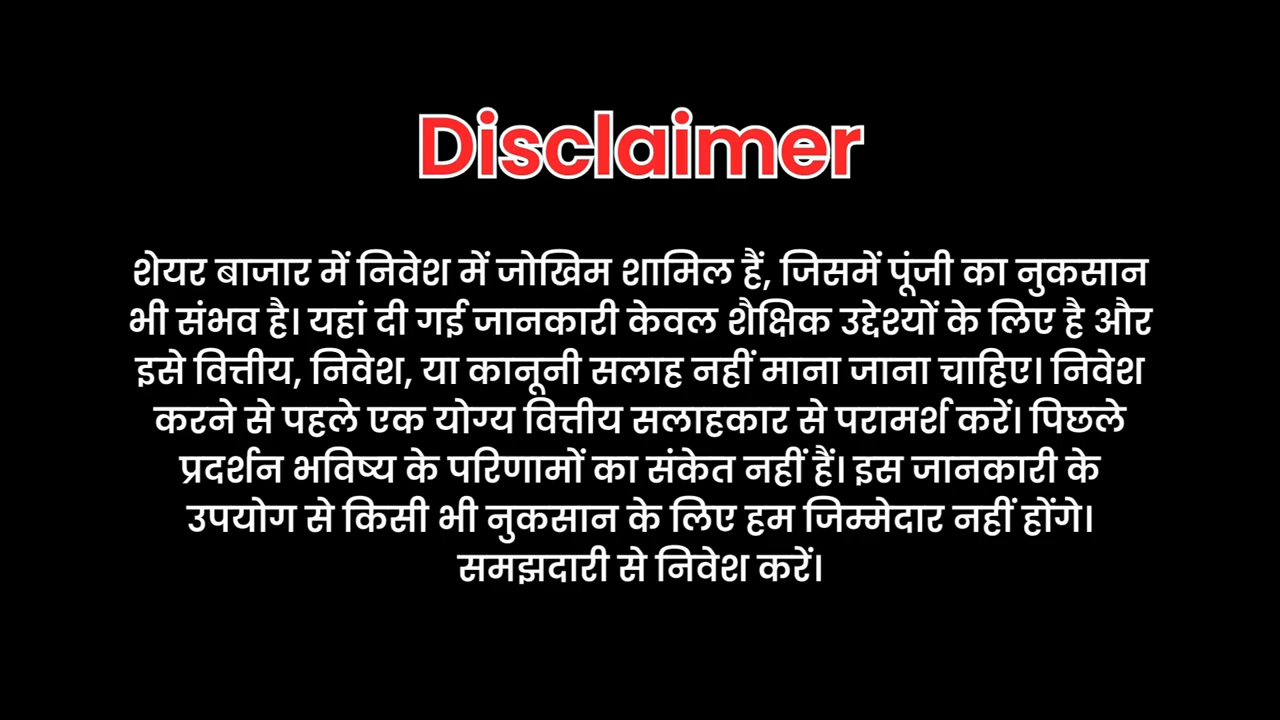 Disclaimer
शेयर बाजार में निवेश में जोखिम शामिल हैं, जिसमें पूंजी का नुकसान
भी संभव है। यहां दी गई जानकारी केवल शैक्षिक उद्देश्यों के लिए है और
इसे वित्तीय, निवेश, या कानूनी सलाह नहीं माना जाना चाहिए। निवेश
करने से पहले एक योग्य वित्तीय सलाहकार से परामर्श करें। पिछले
प्रदर्शन भविष्य के परिणामों का संकेत नहीं हैं। इस जानकारी के
उपयोग से किसी भी नुकसान के लिए हम जिम्मेदार नहीं होंगे।
समझदारी से निवेश करें।